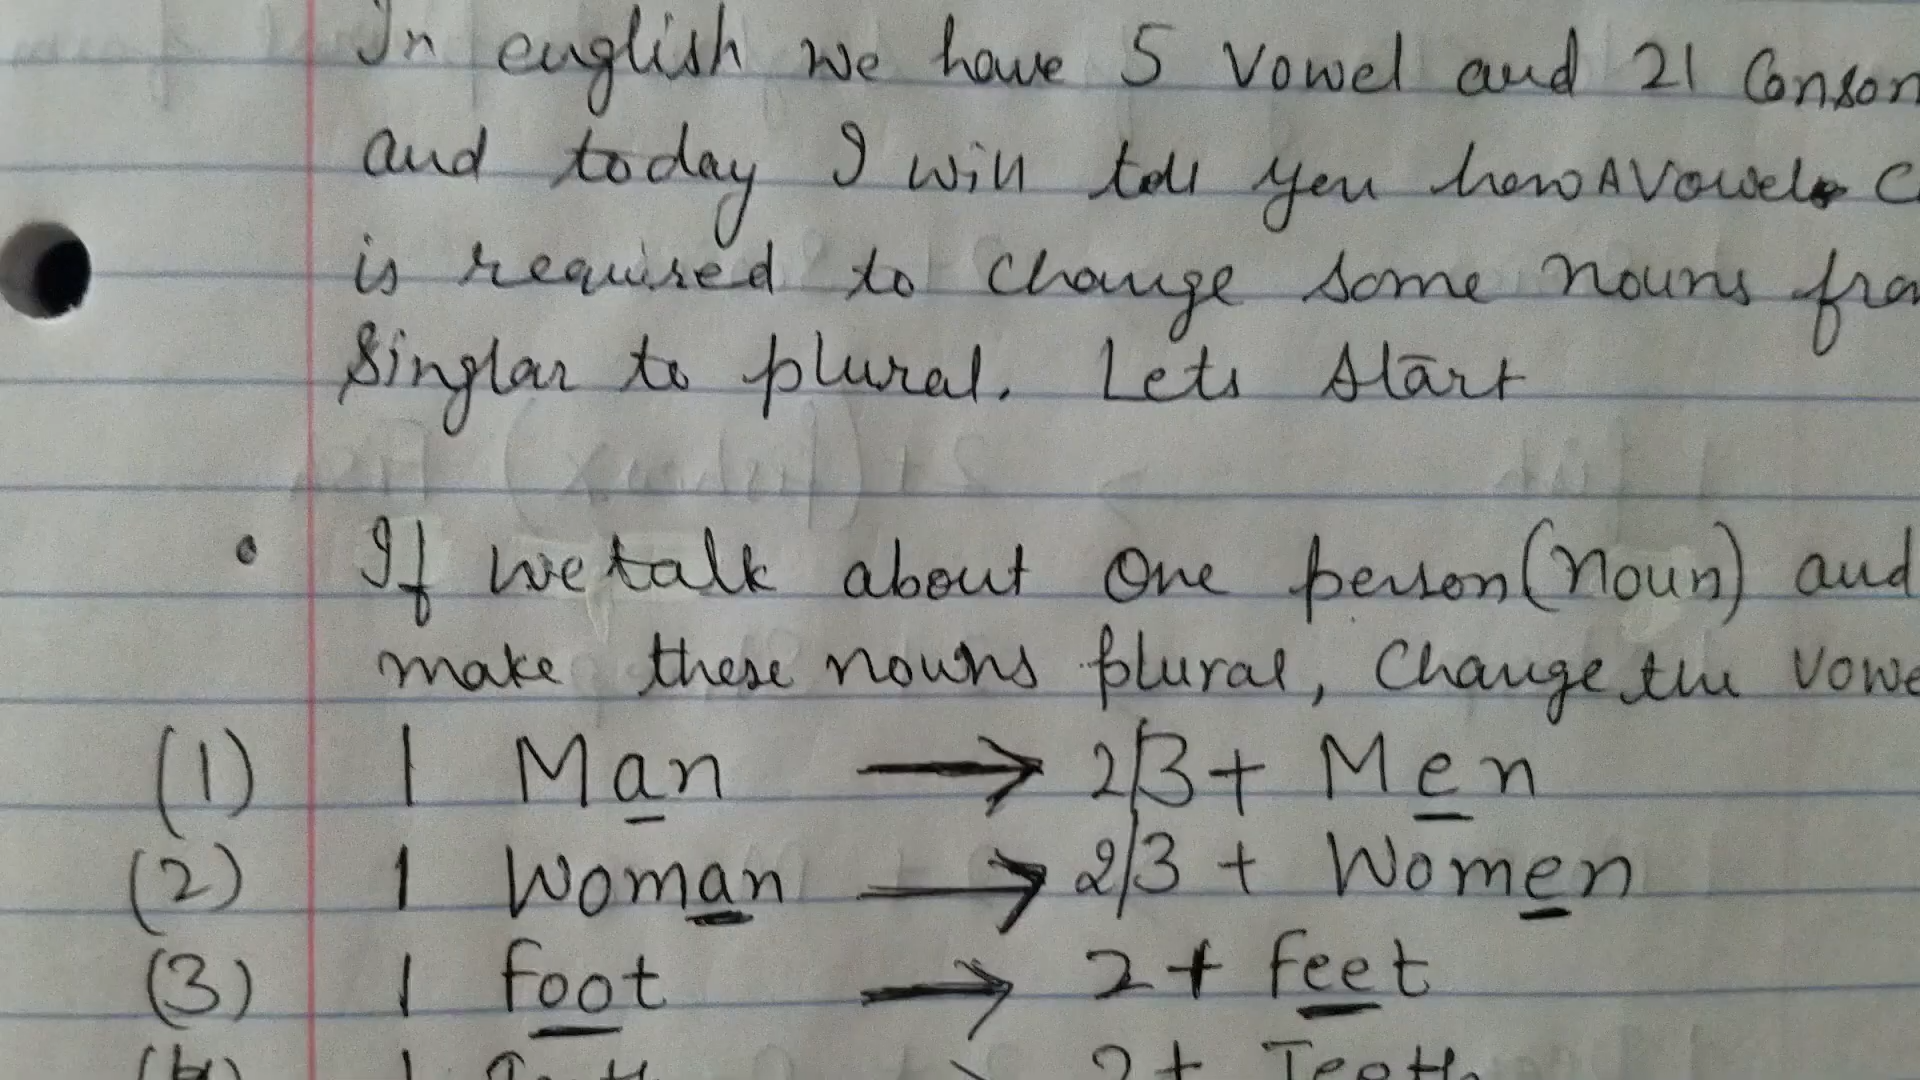 In english we have 5 Vowel and 21 Conson
and today I will tell you how A Vowel C
is required to change some nouns fro
Singlar to plural. Lets start
• If we talk about One person (noun) and
make these nouns plural, Change the vowe
(1) 1 Man → 2/3 + Men
(2) 1 Woman → 2/3 + Women
(3) 1 foot → 2 + feet
1 → 2 + Teeth